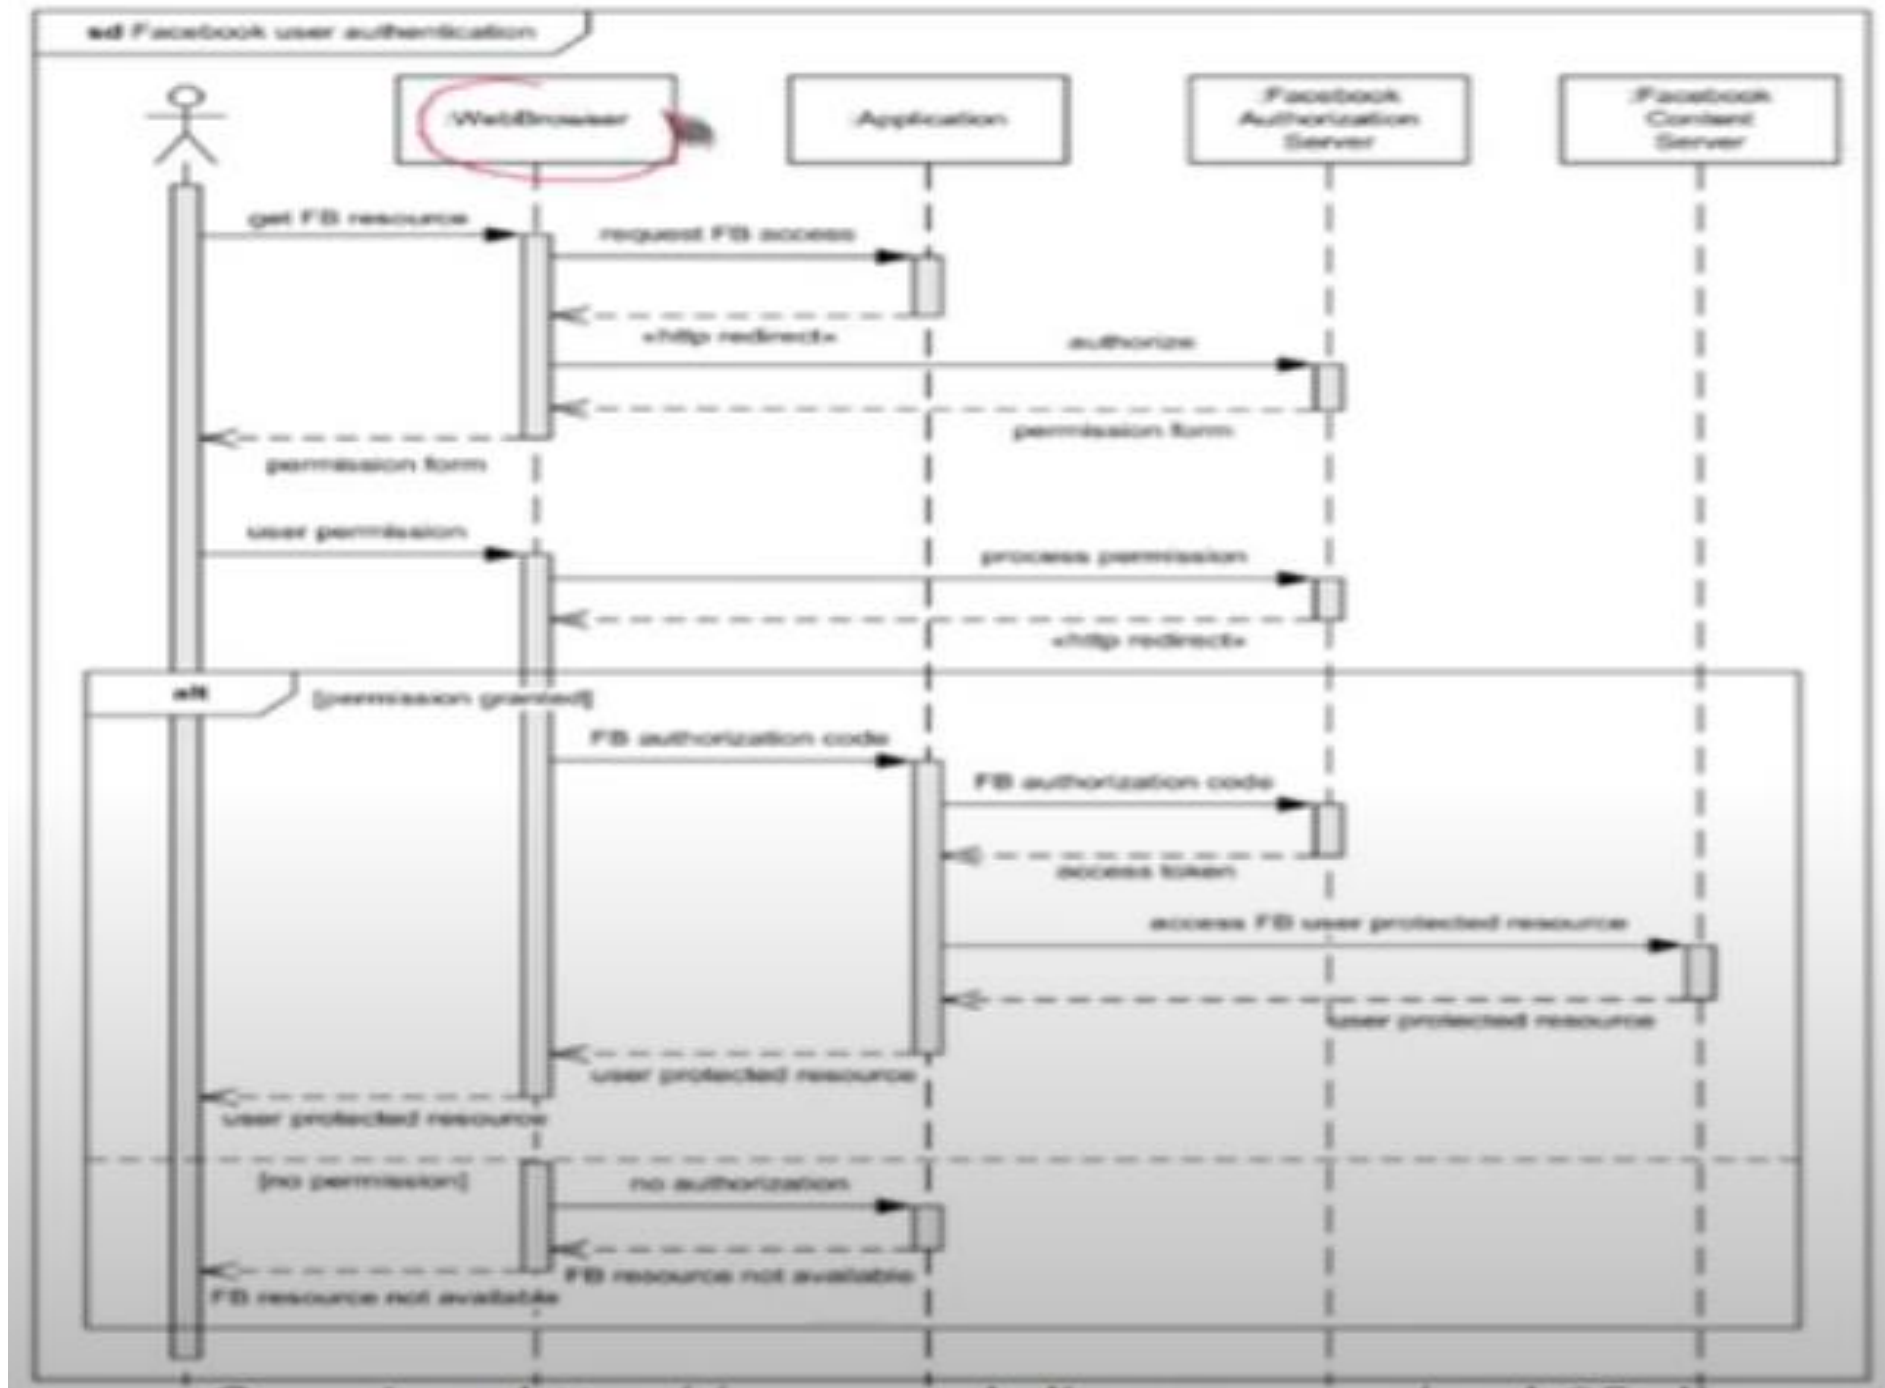 sd Facebook user authentication
:WebBrowser
:Application
:Facebook
Authorization
Server
:Facebook
Content
Server
get FB resource
request FB access
«http redirect»
authorize
permission form
permission form
user permission
process permission
«http redirect»
alt
[permission granted]
FB authorization code
FB authorization code
access token
access FB user protected resource
user protected resource
user protected resource
user protected resource
[no permission]
no authorization
FB resource not available
FB resource not available